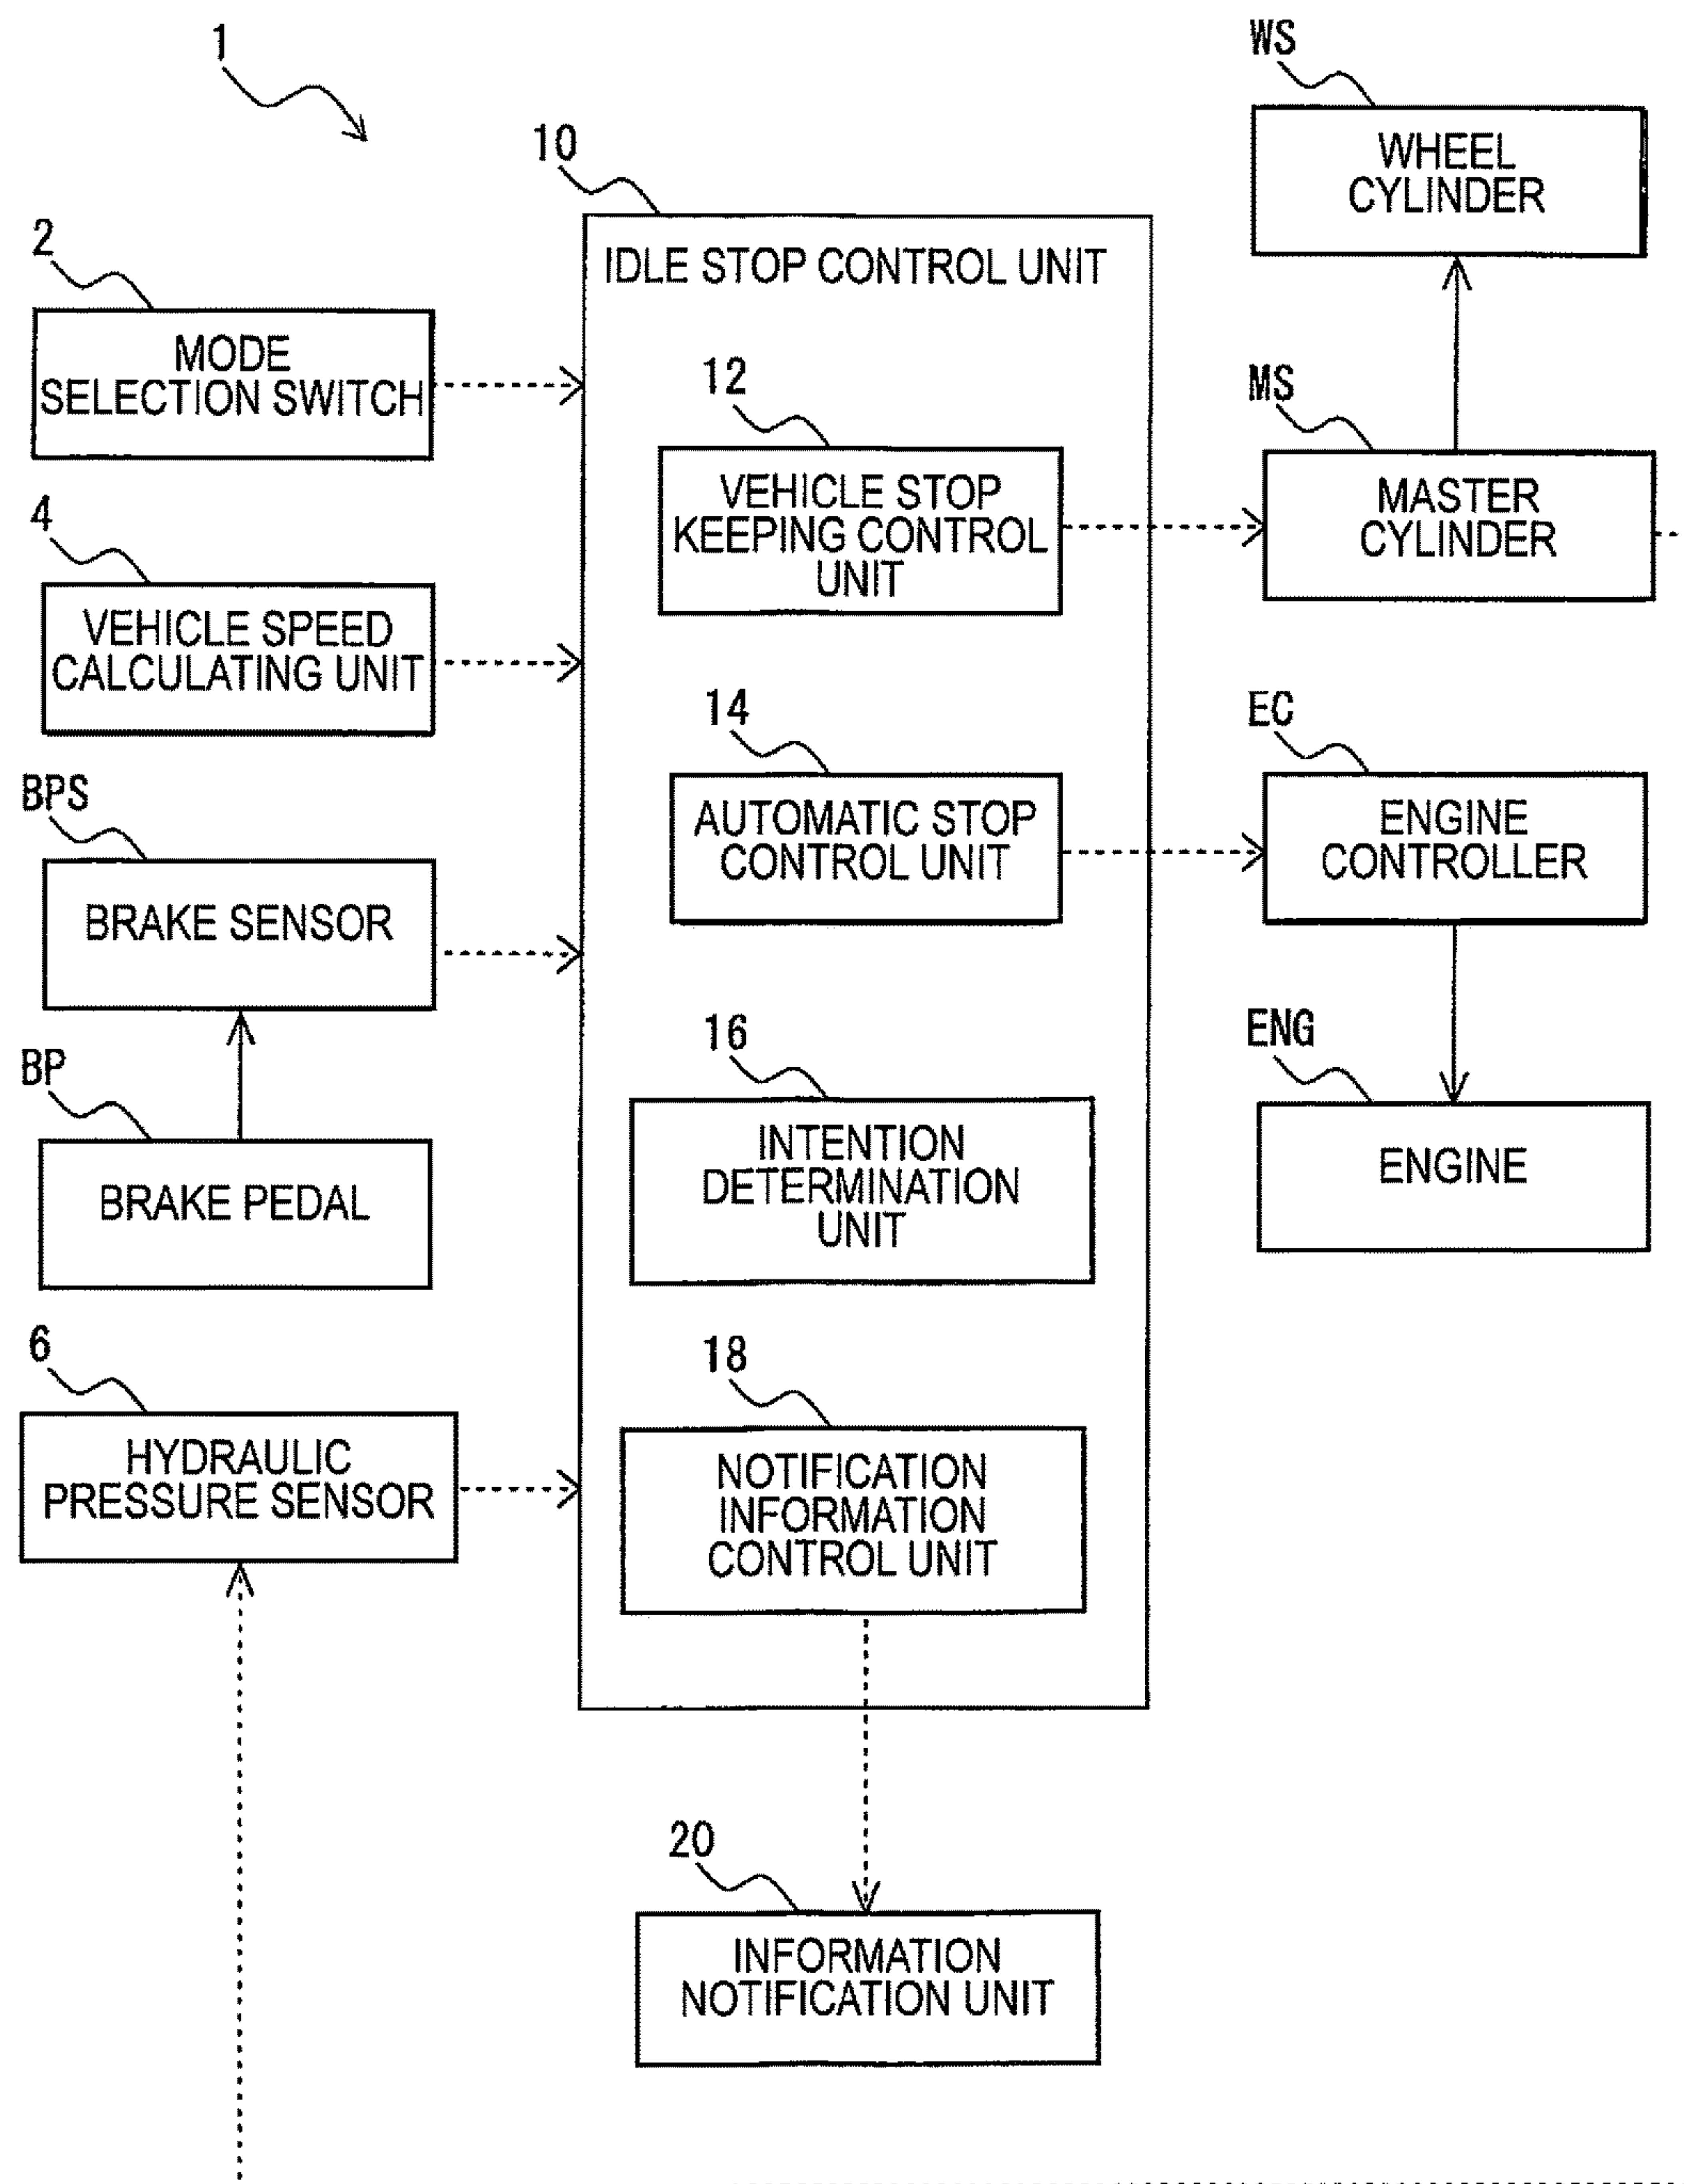 1
2
MODE
SELECTION SWITCH
4
VEHICLE SPEED
CALCULATING UNIT
BPS
BRAKE SENSOR
BP
BRAKE PEDAL
6
HYDRAULIC
PRESSURE SENSOR
10
IDLE STOP CONTROL UNIT
12
VEHICLE STOP
KEEPING CONTROL
UNIT
14
AUTOMATIC STOP
CONTROL UNIT
16
INTENTION
DETERMINATION
UNIT
18
NOTIFICATION
INFORMATION
CONTROL UNIT
20
INFORMATION
NOTIFICATION UNIT
WS
WHEEL
CYLINDER
MS
MASTER
CYLINDER
EC
ENGINE
CONTROLLER
ENG
ENGINE